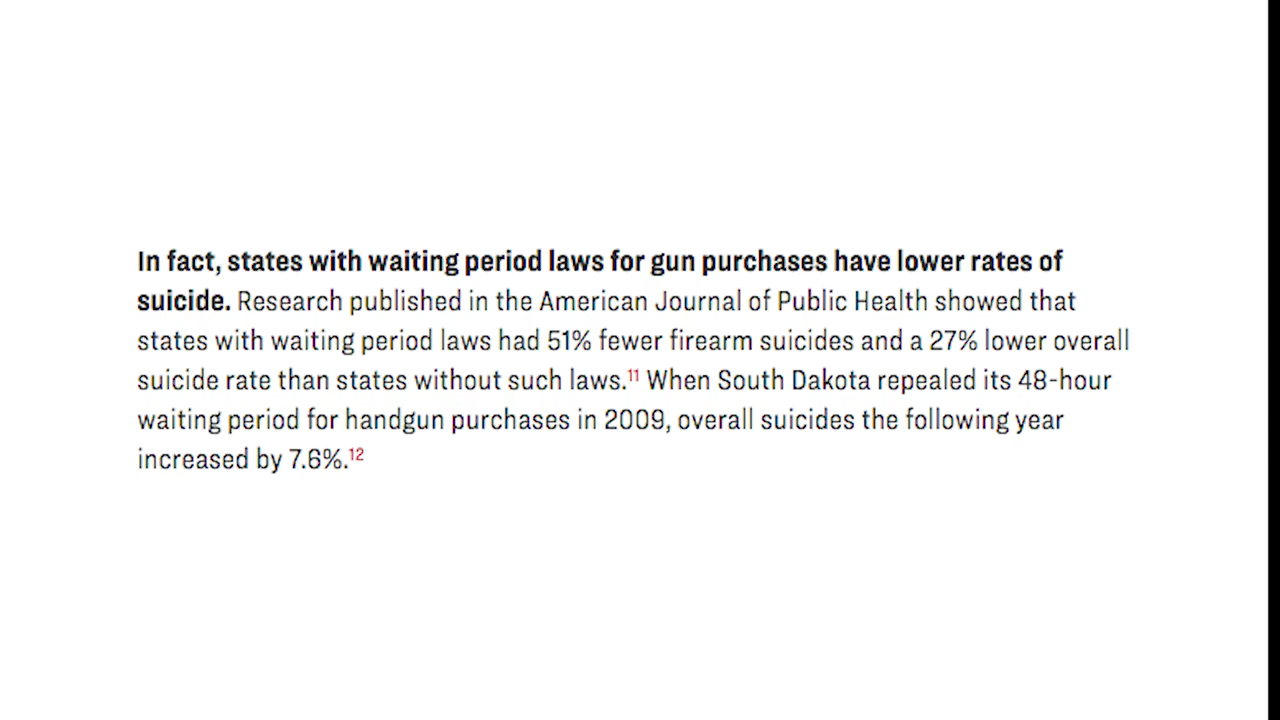 In fact, states with waiting period laws for gun purchases have lower rates of
suicide. Research published in the American Journal of Public Health showed that
states with waiting period laws had 51% fewer firearm suicides and a 27% lower overall
suicide rate than states without such laws.11 When South Dakota repealed its 48-hour
waiting period for handgun purchases in 2009, overall suicides the following year
increased by 7.6%.12